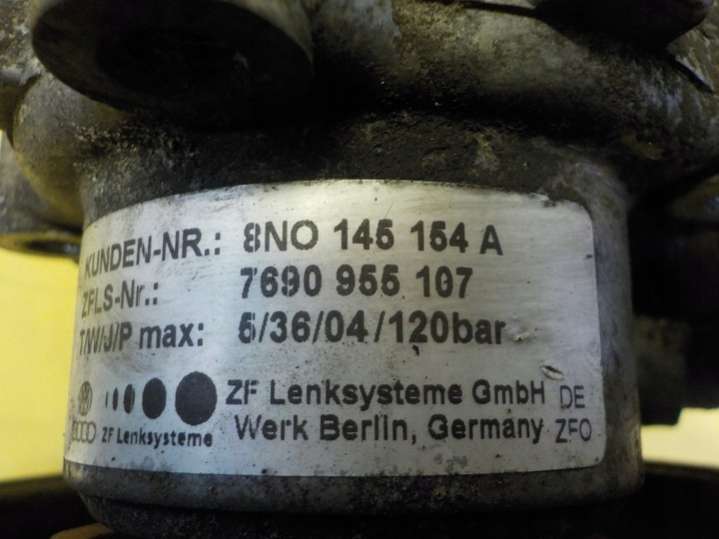 KUNDEN-NR.: 8NO 145 154 A
ZFLS-Nr.: 7690 955 107
T/W/J/P max: 5/36/04/120bar
ZF Lenksysteme GmbH DE
ZF Lenksysteme Werk Berlin, Germany ZFO